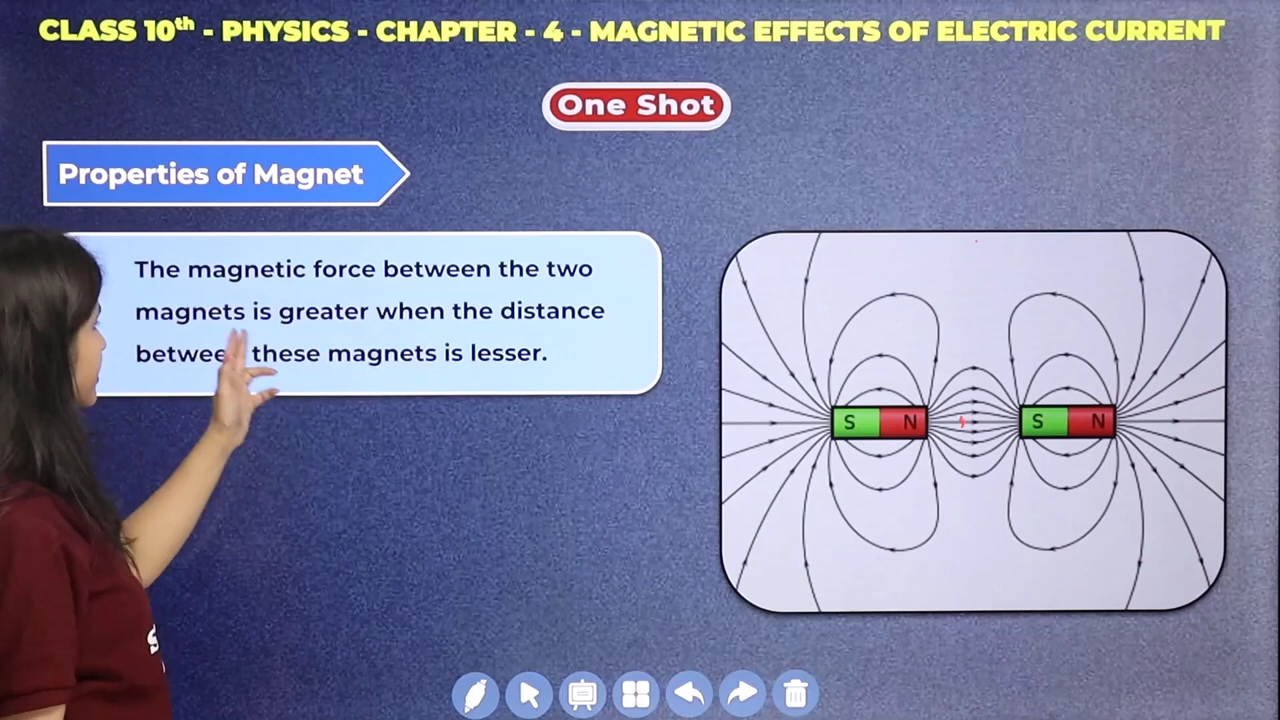 CLASS 10th - PHYSICS - CHAPTER - 4 - MAGNETIC EFFECTS OF ELECTRIC CURRENT
One Shot
Properties of Magnet
The magnetic force between the two
magnets is greater when the distance
these magnets is lesser.
S N S N